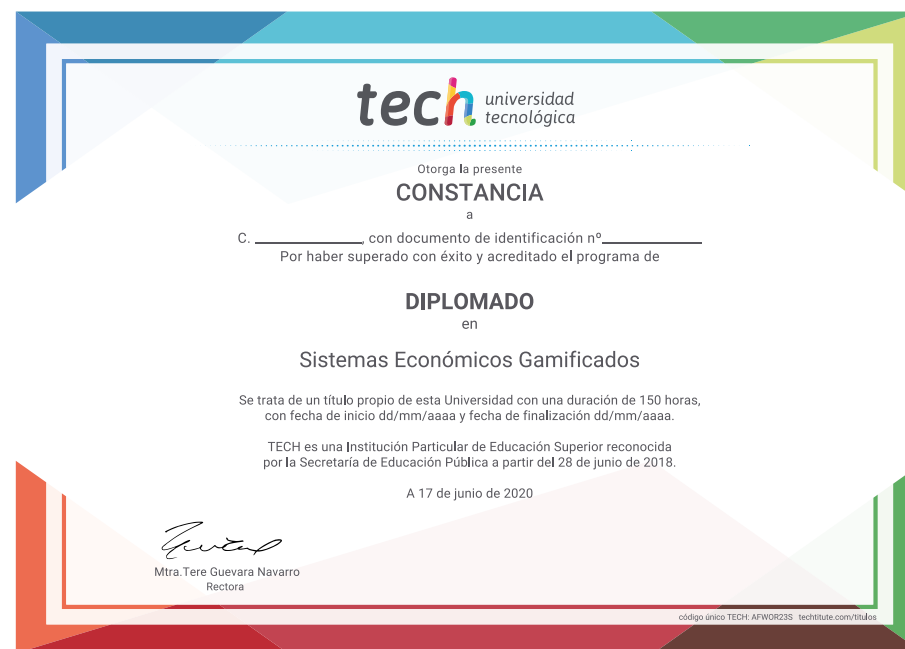 tech universidad
tecnológica
Otorga la presente
CONSTANCIA
a
C. ______________, con documento de identificación nº_____________
Por haber superado con éxito y acreditado el programa de
DIPLOMADO
en
Sistemas Económicos Gamificados
Se trata de un título propio de esta Universidad con una duración de 150 horas,
con fecha de inicio dd/mm/aaaa y fecha de finalización dd/mm/aaaa.
TECH es una Institución Particular de Educación Superior reconocida
por la Secretaría de Educación Pública a partir del 28 de junio de 2018.
A 17 de junio de 2020
Mtra.Tere Guevara Navarro
Rectora
código único TECH: AFWOR23S techtitute.com/titulos